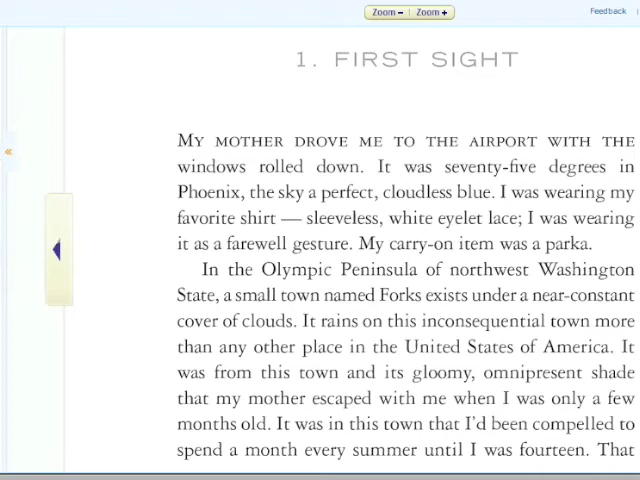 Zoom − | Zoom +
Feedback
1. FIRST SIGHT
MY MOTHER DROVE ME TO THE AIRPORT WITH THE
windows rolled down. It was seventy-five degrees in
Phoenix, the sky a perfect, cloudless blue. I was wearing my
favorite shirt — sleeveless, white eyelet lace; I was wearing
it as a farewell gesture. My carry-on item was a parka.
In the Olympic Peninsula of northwest Washington
State, a small town named Forks exists under a near-constant
cover of clouds. It rains on this inconsequential town more
than any other place in the United States of America. It
was from this town and its gloomy, omnipresent shade
that my mother escaped with me when I was only a few
months old. It was in this town that I’d been compelled to
spend a month every summer until I was fourteen. That